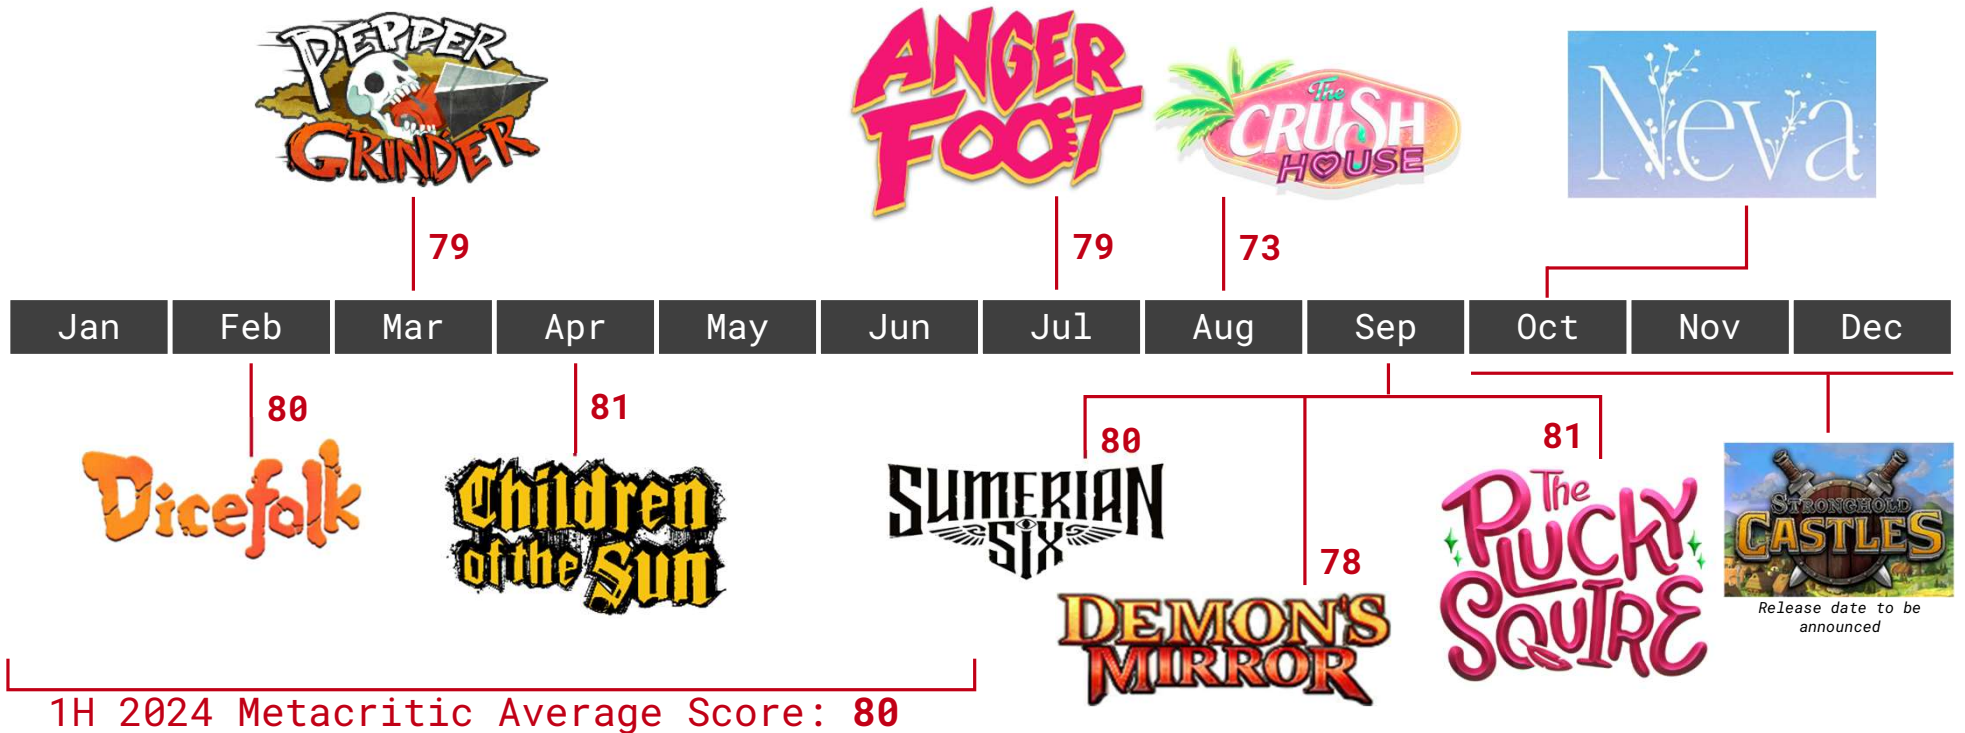 PEPPER
GRINDER
79
ANGER
FOOT
79
The
CRUSH
HOUSE
73
Neva
Jan Feb Mar Apr May Jun Jul Aug Sep Oct Nov Dec
80
Dicefolk
81
Children
of the Sun
80
SUMERIAN
SIX
78
DEMON'S
MIRROR
81
The
PLUCKY
SQUIRE
STRONGHOLD
CASTLES
Release date to be
announced
1H 2024 Metacritic Average Score: 80